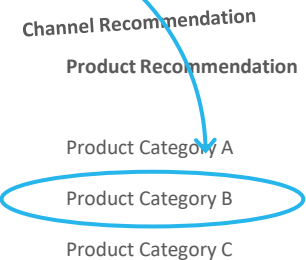 Channel Recommendation
Product Recommendation
Product Category A
Product Category B
Product Category C